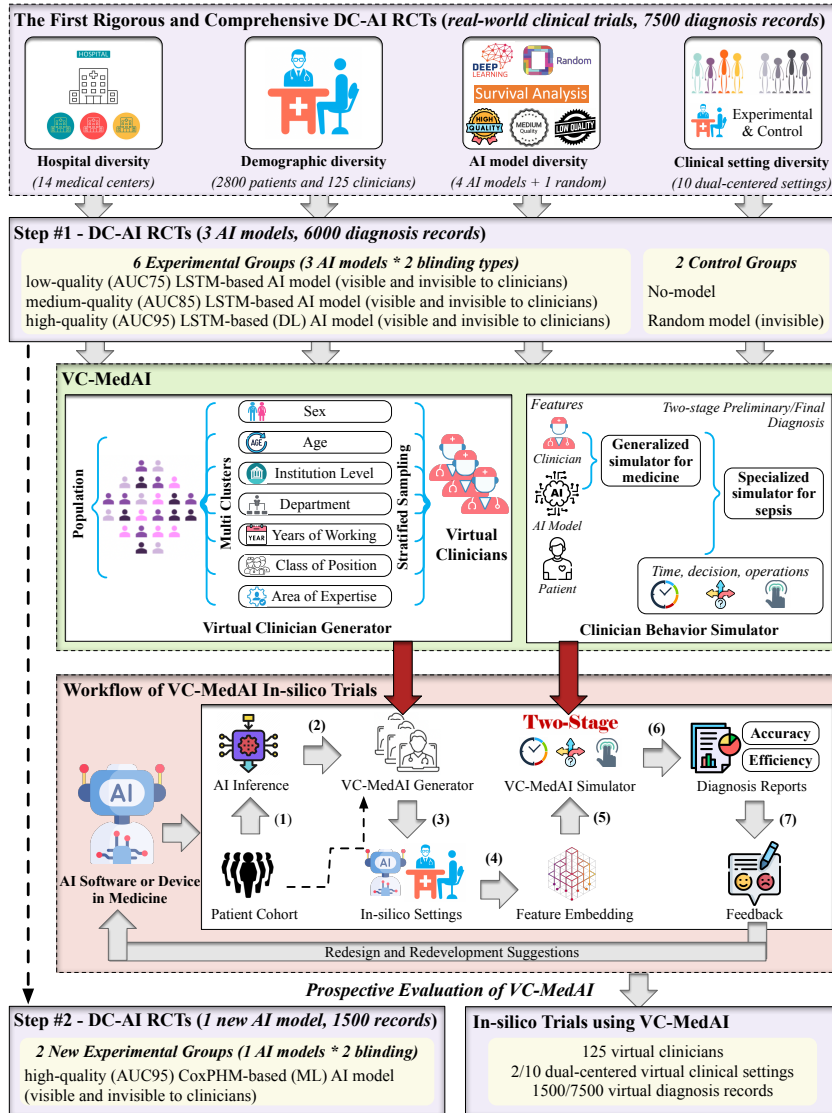 The First Rigorous and Comprehensive DC-AI RCTs (real-world clinical trials, 7500 diagnosis records)
HOSPITAL
Hospital diversity
(14 medical centers)
Demographic diversity
(2800 patients and 125 clinicians)
DEEP LEARNING
Random
Survival Analysis
HIGH QUALITY
MEDIUM Quality
LOW QUALITY
AI model diversity
(4 AI models + 1 random)
Experimental
& Control
Clinical setting diversity
(10 dual-centered settings)
Step #1 - DC-AI RCTs (3 AI models, 6000 diagnosis records)
6 Experimental Groups (3 AI models * 2 blinding types)
low-quality (AUC75) LSTM-based AI model (visible and invisible to clinicians)
medium-quality (AUC85) LSTM-based AI model (visible and invisible to clinicians)
high-quality (AUC95) LSTM-based (DL) AI model (visible and invisible to clinicians)
2 Control Groups
No-model
Random model (invisible)
VC-MedAI
Population
Multi Clusters
Sex
AGE
Age
Institution Level
Department
YEAR
Years of Working
Class of Position
Area of Expertise
Stratified Sampling
Virtual
Clinicians
Virtual Clinician Generator
Features
Clinician
AI
AI Model
Patient
Two-stage Preliminary/Final
Diagnosis
Generalized
simulator for
medicine
Specialized
simulator for
sepsis
Time, decision, operations
?
Clinician Behavior Simulator
Workflow of VC-MedAI In-silico Trials
AI
AI Software or Device
in Medicine
AI Inference
(1)
Patient Cohort
(2)
VC-MedAI Generator
(3)
AI
In-silico Settings
(4)
Two-Stage
?
VC-MedAI Simulator
(5)
Feature Embedding
(6)
Accuracy
Efficiency
Diagnosis Reports
(7)
Feedback
Redesign and Redevelopment Suggestions
Prospective Evaluation of VC-MedAI
Step #2 - DC-AI RCTs (1 new AI model, 1500 records)
2 New Experimental Groups (1 AI models * 2 blinding)
high-quality (AUC95) CoxPHM-based (ML) AI model
(visible and invisible to clinicians)
In-silico Trials using VC-MedAI
125 virtual clinicians
2/10 dual-centered virtual clinical settings
1500/7500 virtual diagnosis records